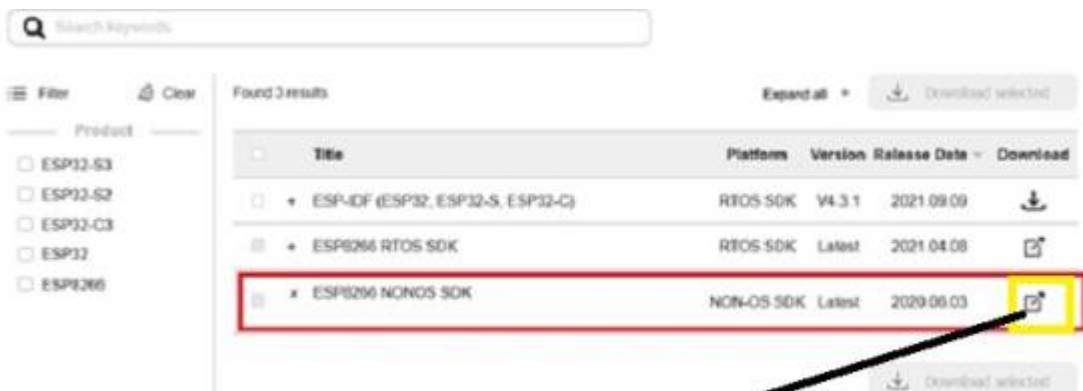 Search keywords
Filter Clear
Product
ESP32-S3
ESP32-S2
ESP32-C3
ESP32
ESP8266
Found 3 results
Expand all
Download selected
Title Platform Version Release Date Download
ESP-IDF (ESP32, ESP32-S, ESP32-C) RTOS SDK V4.3.1 2021.09.09
ESP8266 RTOS SDK RTOS SDK Latest 2021.04.08
ESP8266 NONOS SDK NON-OS SDK Latest 2020.06.03
Download selected